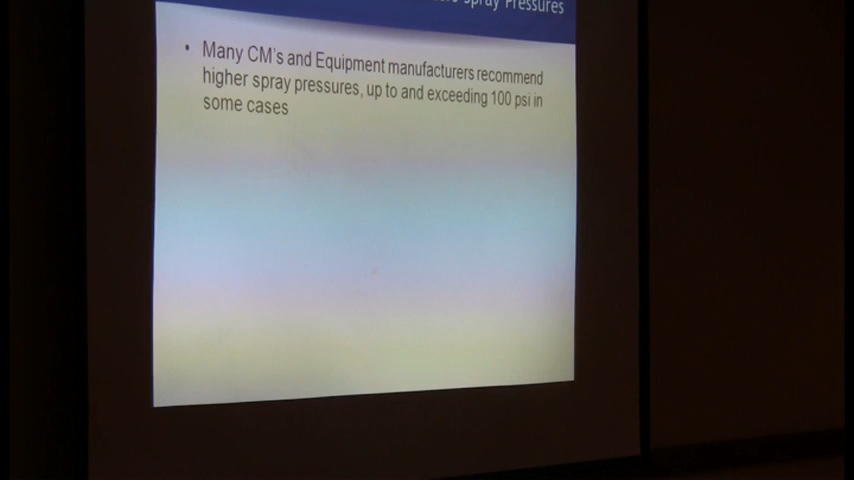 Spray Pressures
• Many CM's and Equipment manufacturers recommend
higher spray pressures, up to and exceeding 100 psi in
some cases